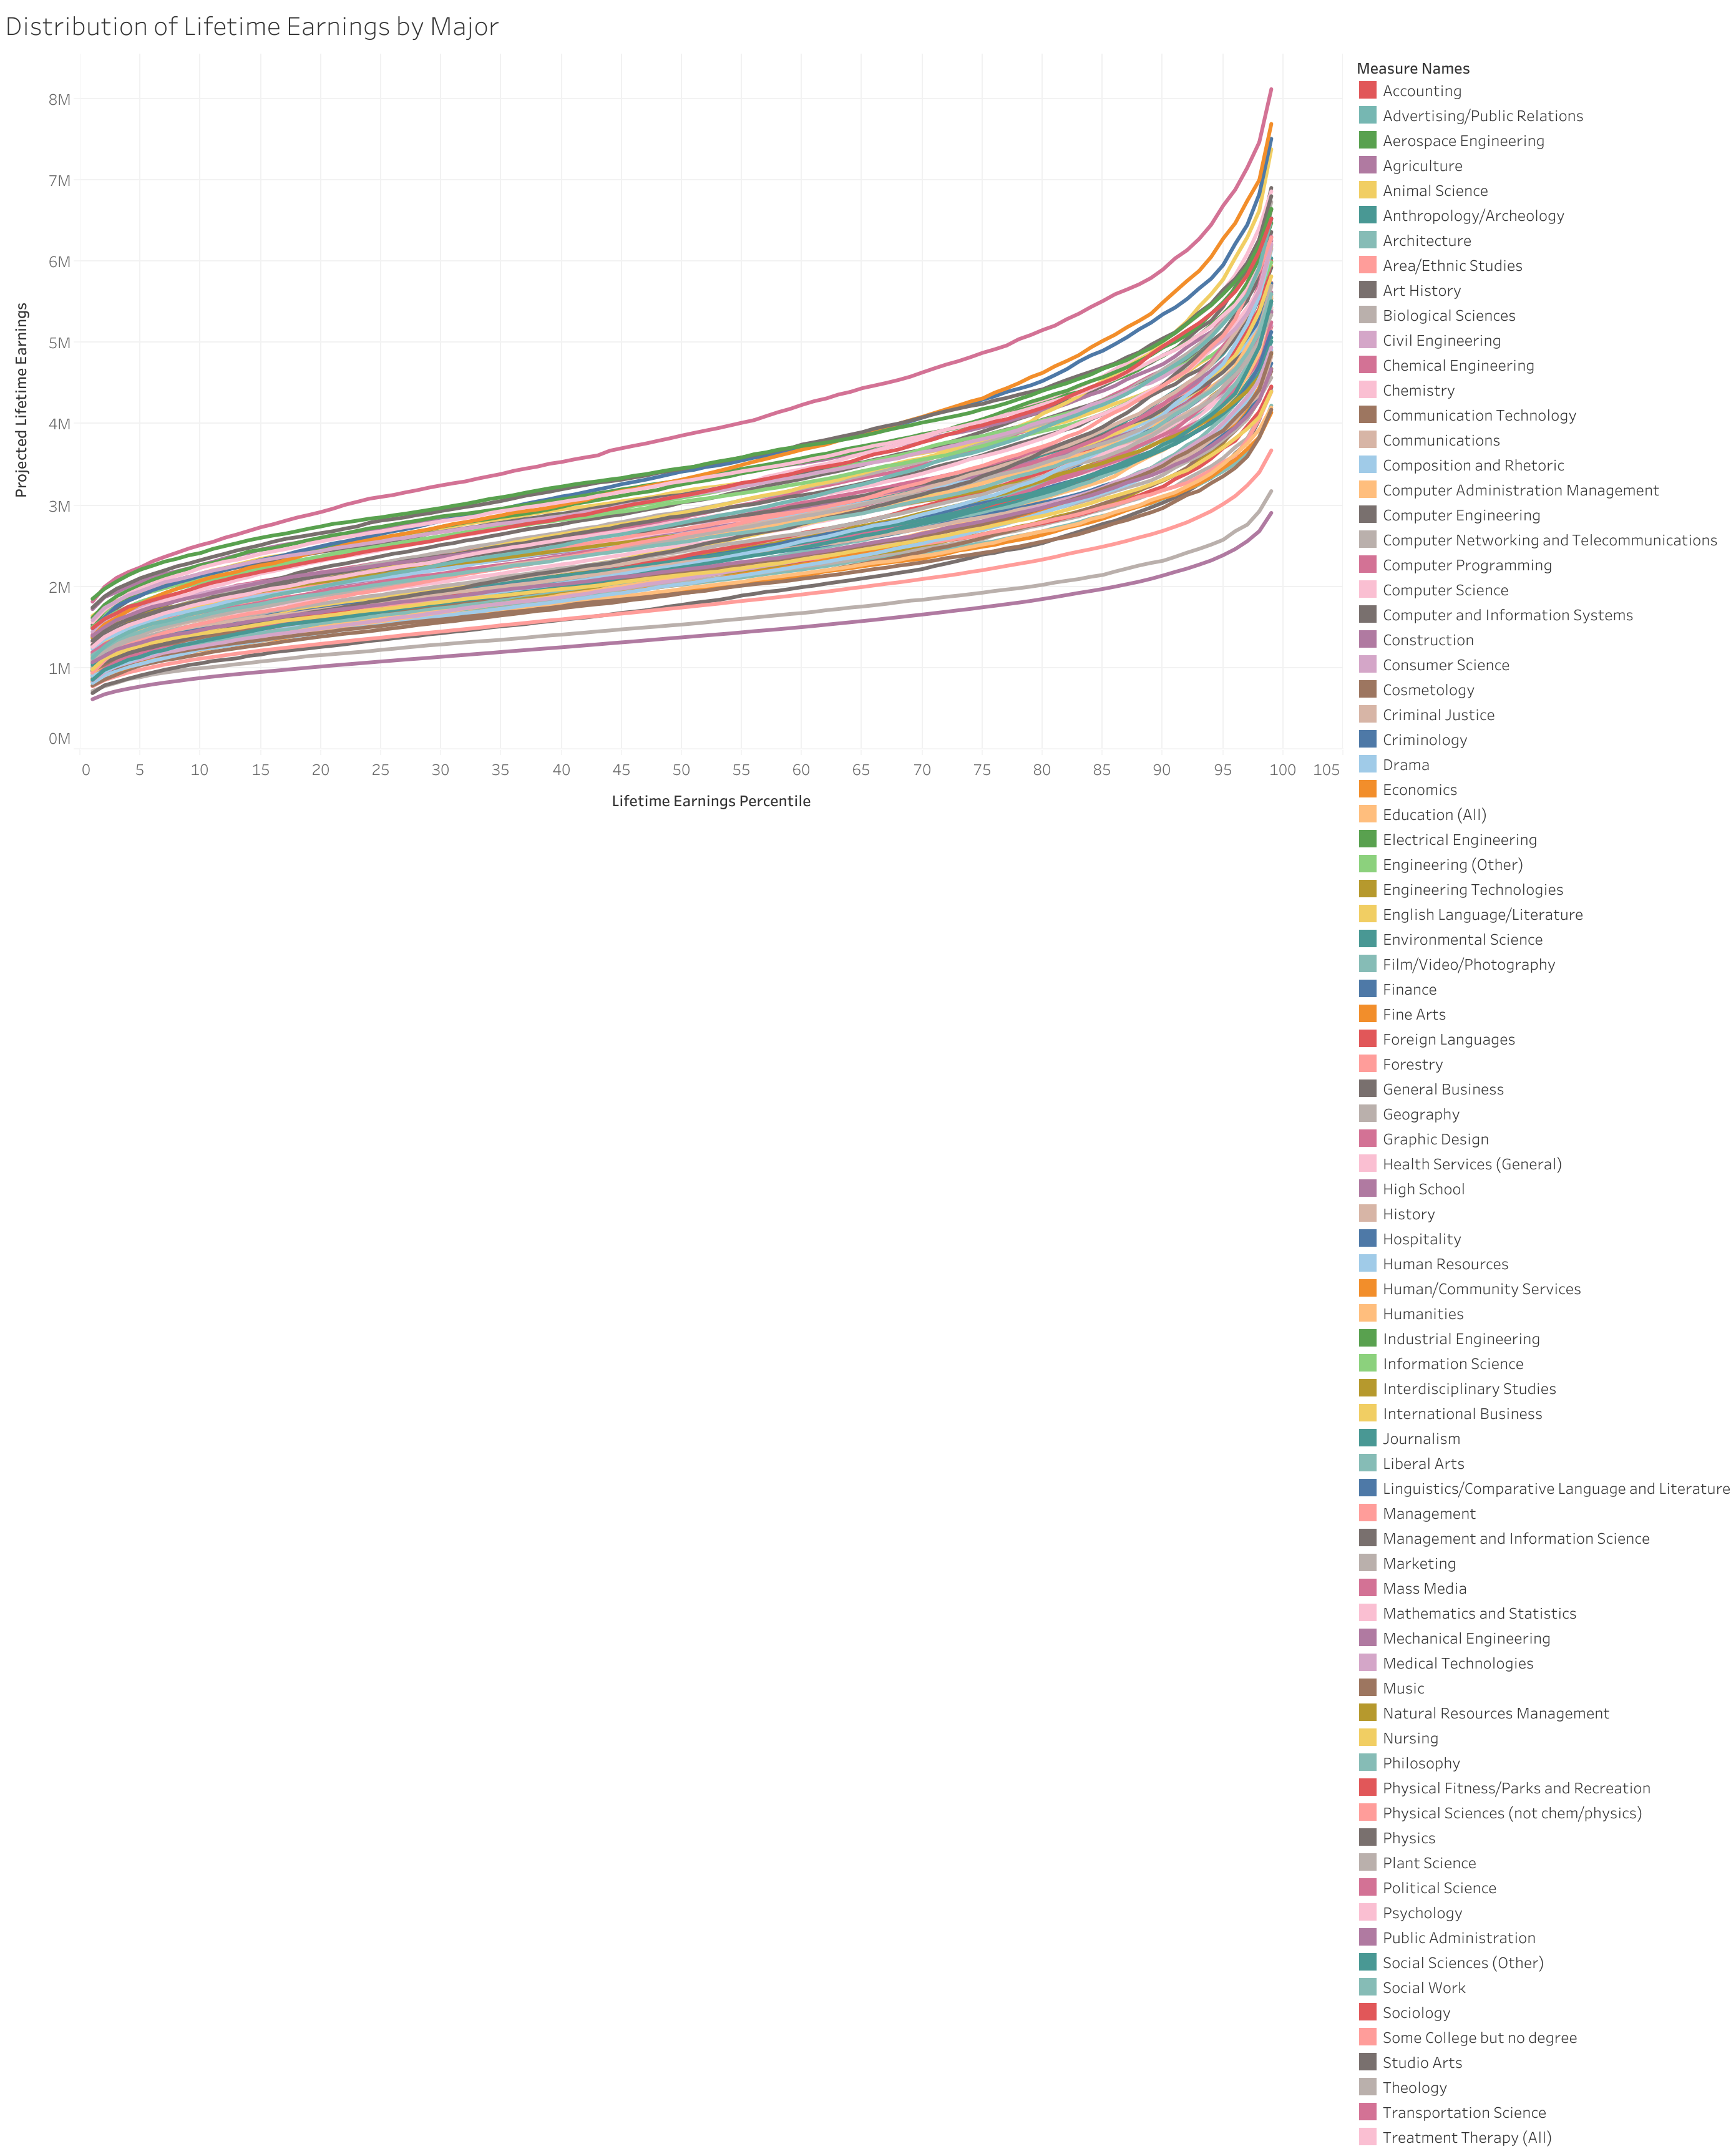 Distribution of Lifetime Earnings by Major
Measure Names
Accounting
Advertising/Public Relations
Aerospace Engineering
Agriculture
Animal Science
Anthropology/Archeology
Architecture
Area/Ethnic Studies
Art History
Biological Sciences
Civil Engineering
Chemical Engineering
Chemistry
Communication Technology
Communications
Composition and Rhetoric
Computer Administration Management
Computer Engineering
Computer Networking and Telecommunications
Computer Programming
Computer Science
Computer and Information Systems
Construction
Consumer Science
Cosmetology
Criminal Justice
Criminology
Drama
Economics
Education (All)
Electrical Engineering
Engineering (Other)
Engineering Technologies
English Language/Literature
Environmental Science
Film/Video/Photography
Finance
Fine Arts
Foreign Languages
Forestry
General Business
Geography
Graphic Design
Health Services (General)
High School
History
Hospitality
Human Resources
Human/Community Services
Humanities
Industrial Engineering
Information Science
Interdisciplinary Studies
International Business
Journalism
Liberal Arts
Linguistics/Comparative Language and Literature
Management
Management and Information Science
Marketing
Mass Media
Mathematics and Statistics
Mechanical Engineering
Medical Technologies
Music
Natural Resources Management
Nursing
Philosophy
Physical Fitness/Parks and Recreation
Physical Sciences (not chem/physics)
Physics
Plant Science
Political Science
Psychology
Public Administration
Social Sciences (Other)
Social Work
Sociology
Some College but no degree
Studio Arts
Theology
Transportation Science
Treatment Therapy (All)
Projected Lifetime Earnings
8M
7M
6M
5M
4M
3M
2M
1M
0M
0 5 10 15 20 25 30 35 40 45 50 55 60 65 70 75 80 85 90 95 100 105
Lifetime Earnings Percentile